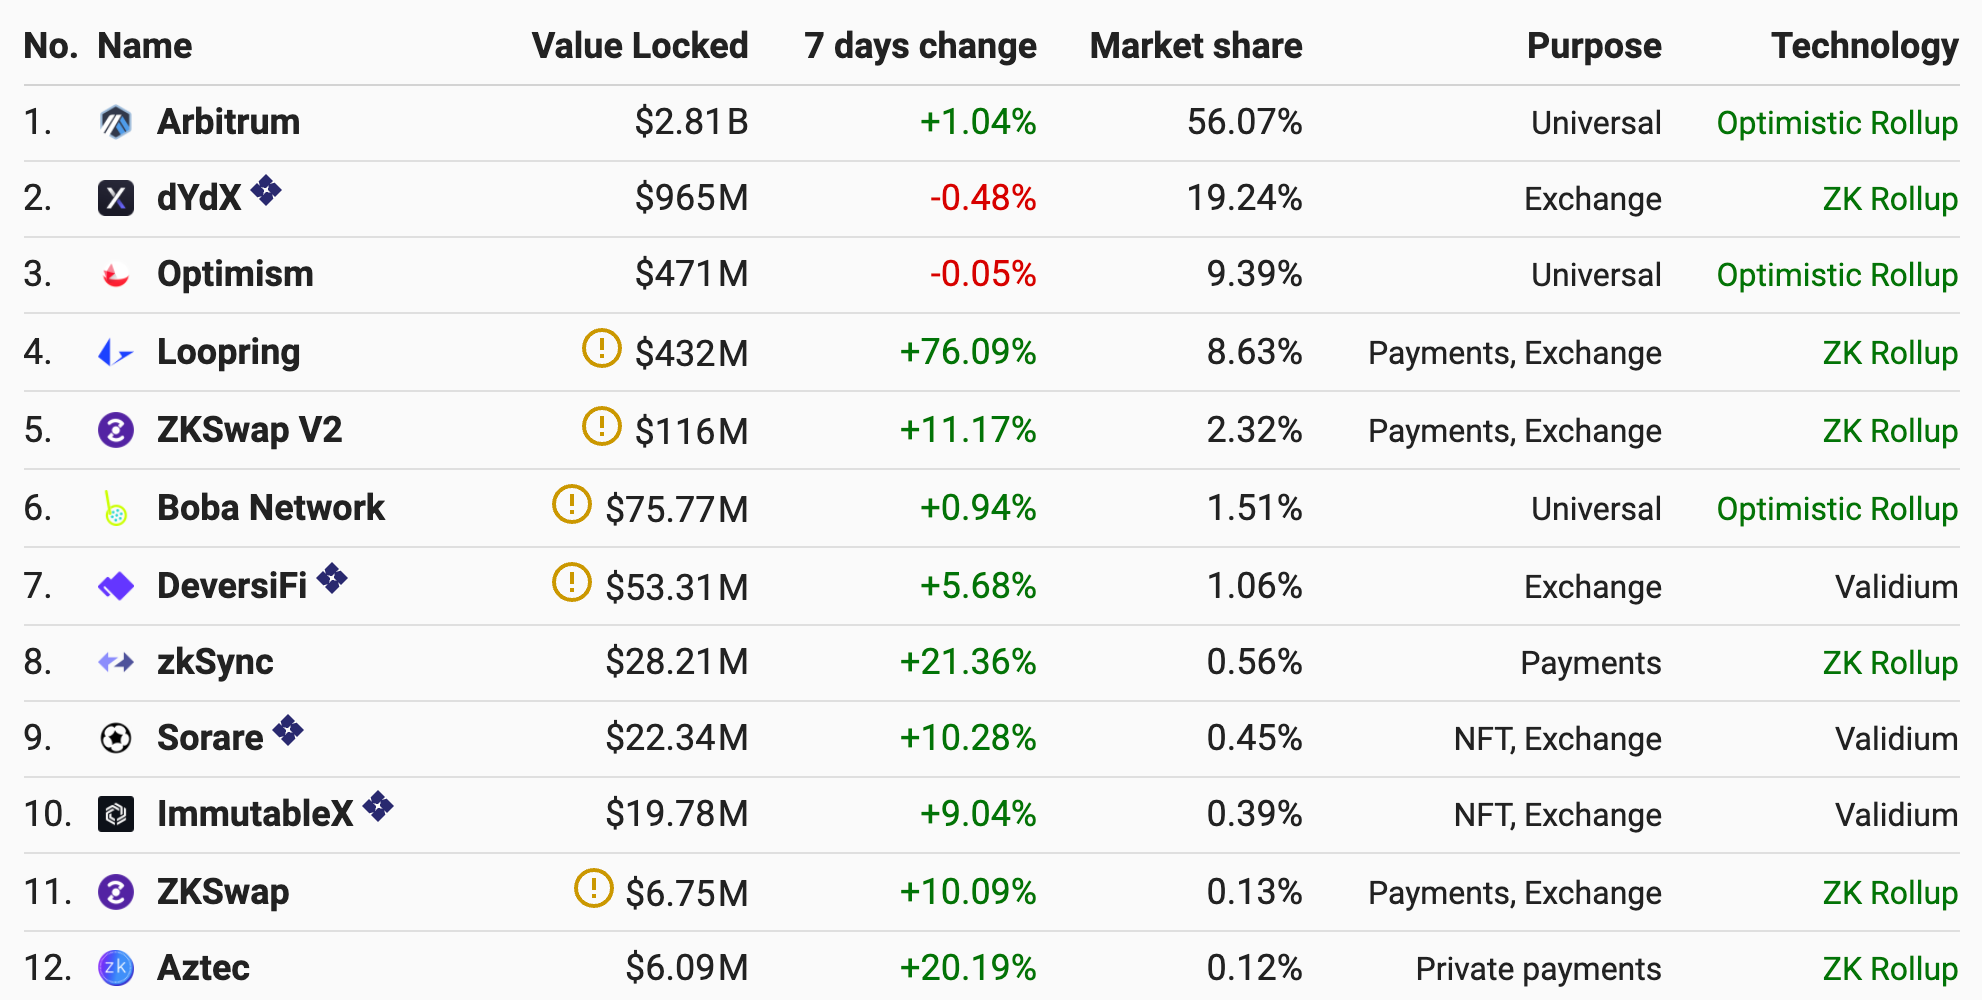 No. Name Value Locked 7 days change Market share Purpose Technology
1. Arbitrum $2.81B +1.04% 56.07% Universal Optimistic Rollup
2. dYdX $965M -0.48% 19.24% Exchange ZK Rollup
3. Optimism $471M -0.05% 9.39% Universal Optimistic Rollup
4. Loopring $432M +76.09% 8.63% Payments, Exchange ZK Rollup
5. ZKSwap V2 $116M +11.17% 2.32% Payments, Exchange ZK Rollup
6. Boba Network $75.77M +0.94% 1.51% Universal Optimistic Rollup
7. DeversiFi $53.31M +5.68% 1.06% Exchange Validium
8. zkSync $28.21M +21.36% 0.56% Payments ZK Rollup
9. Sorare $22.34M +10.28% 0.45% NFT, Exchange Validium
10. ImmutableX $19.78M +9.04% 0.39% NFT, Exchange Validium
11. ZKSwap $6.75M +10.09% 0.13% Payments, Exchange ZK Rollup
12. zk Aztec $6.09M +20.19% 0.12% Private payments ZK Rollup